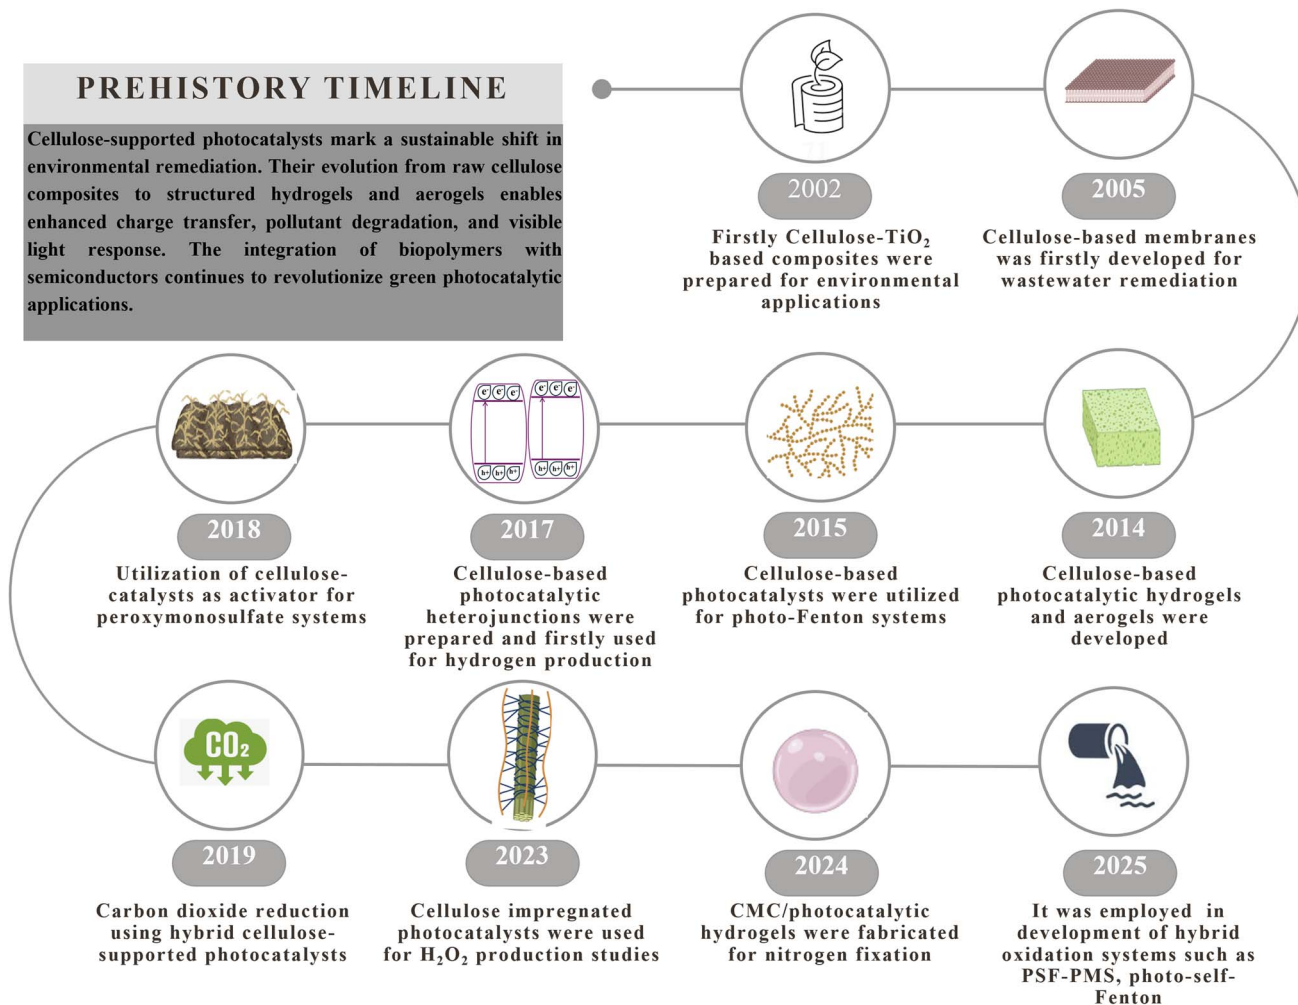 PREHISTORY TIMELINE
Cellulose-supported photocatalysts mark a sustainable shift in
environmental remediation. Their evolution from raw cellulose
composites to structured hydrogels and aerogels enables
enhanced charge transfer, pollutant degradation, and visible
light response. The integration of biopolymers with
semiconductors continues to revolutionize green photocatalytic
applications.
2002
Firstly Cellulose-TiO₂
based composites were
prepared for environmental
applications
2005
Cellulose-based membranes
was firstly developed for
wastewater remediation
2014
Cellulose-based
photocatalytic hydrogels
and aerogels were
developed
2015
Cellulose-based
photocatalysts were utilized
for photo-Fenton systems
e⁻ e⁻ e⁻
e⁻ e⁻ e⁻
h⁺ h⁺ h⁺
h⁺ h⁺ h⁺
2017
Cellulose-based
photocatalytic
heterojunctions were
prepared and firstly used
for hydrogen production
2018
Utilization of cellulose-
catalysts as activator for
peroxymonosulfate systems
CO₂
2019
Carbon dioxide reduction
using hybrid cellulose-
supported photocatalysts
2023
Cellulose impregnated
photocatalysts were used
for H₂O₂ production studies
2024
CMC/photocatalytic
hydrogels were fabricated
for nitrogen fixation
2025
It was employed in
development of hybrid
oxidation systems such as
PSF-PMS, photo-self-
Fenton